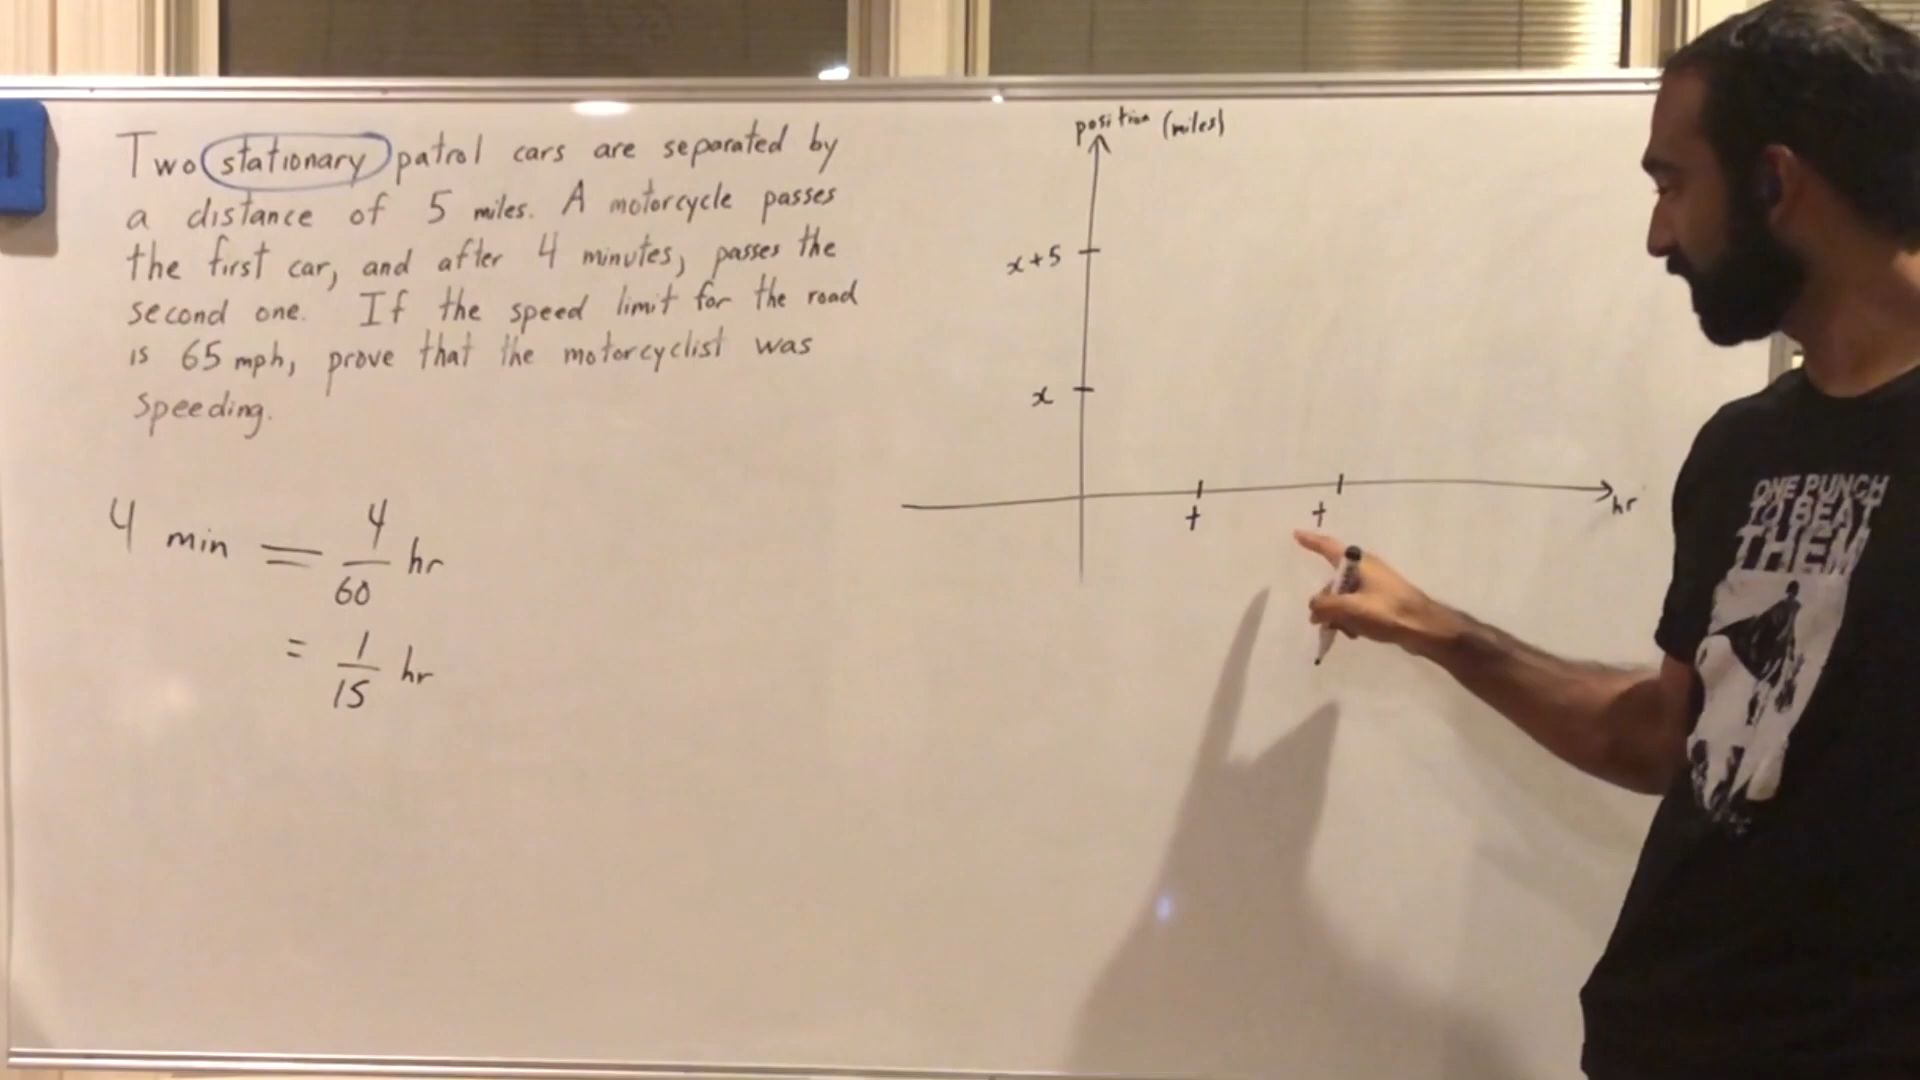 Two stationary patrol cars are separated by
a distance of 5 miles. A motorcycle passes
the first car, and after 4 minutes, passes the
second one. If the speed limit for the road
is 65 mph, prove that the motorcyclist was
speeding.
4 min = 4/60 hr
= 1/15 hr
position (miles)
x+5
x
t
t
hr
ONE PUNCH
TO BEAT
THEM